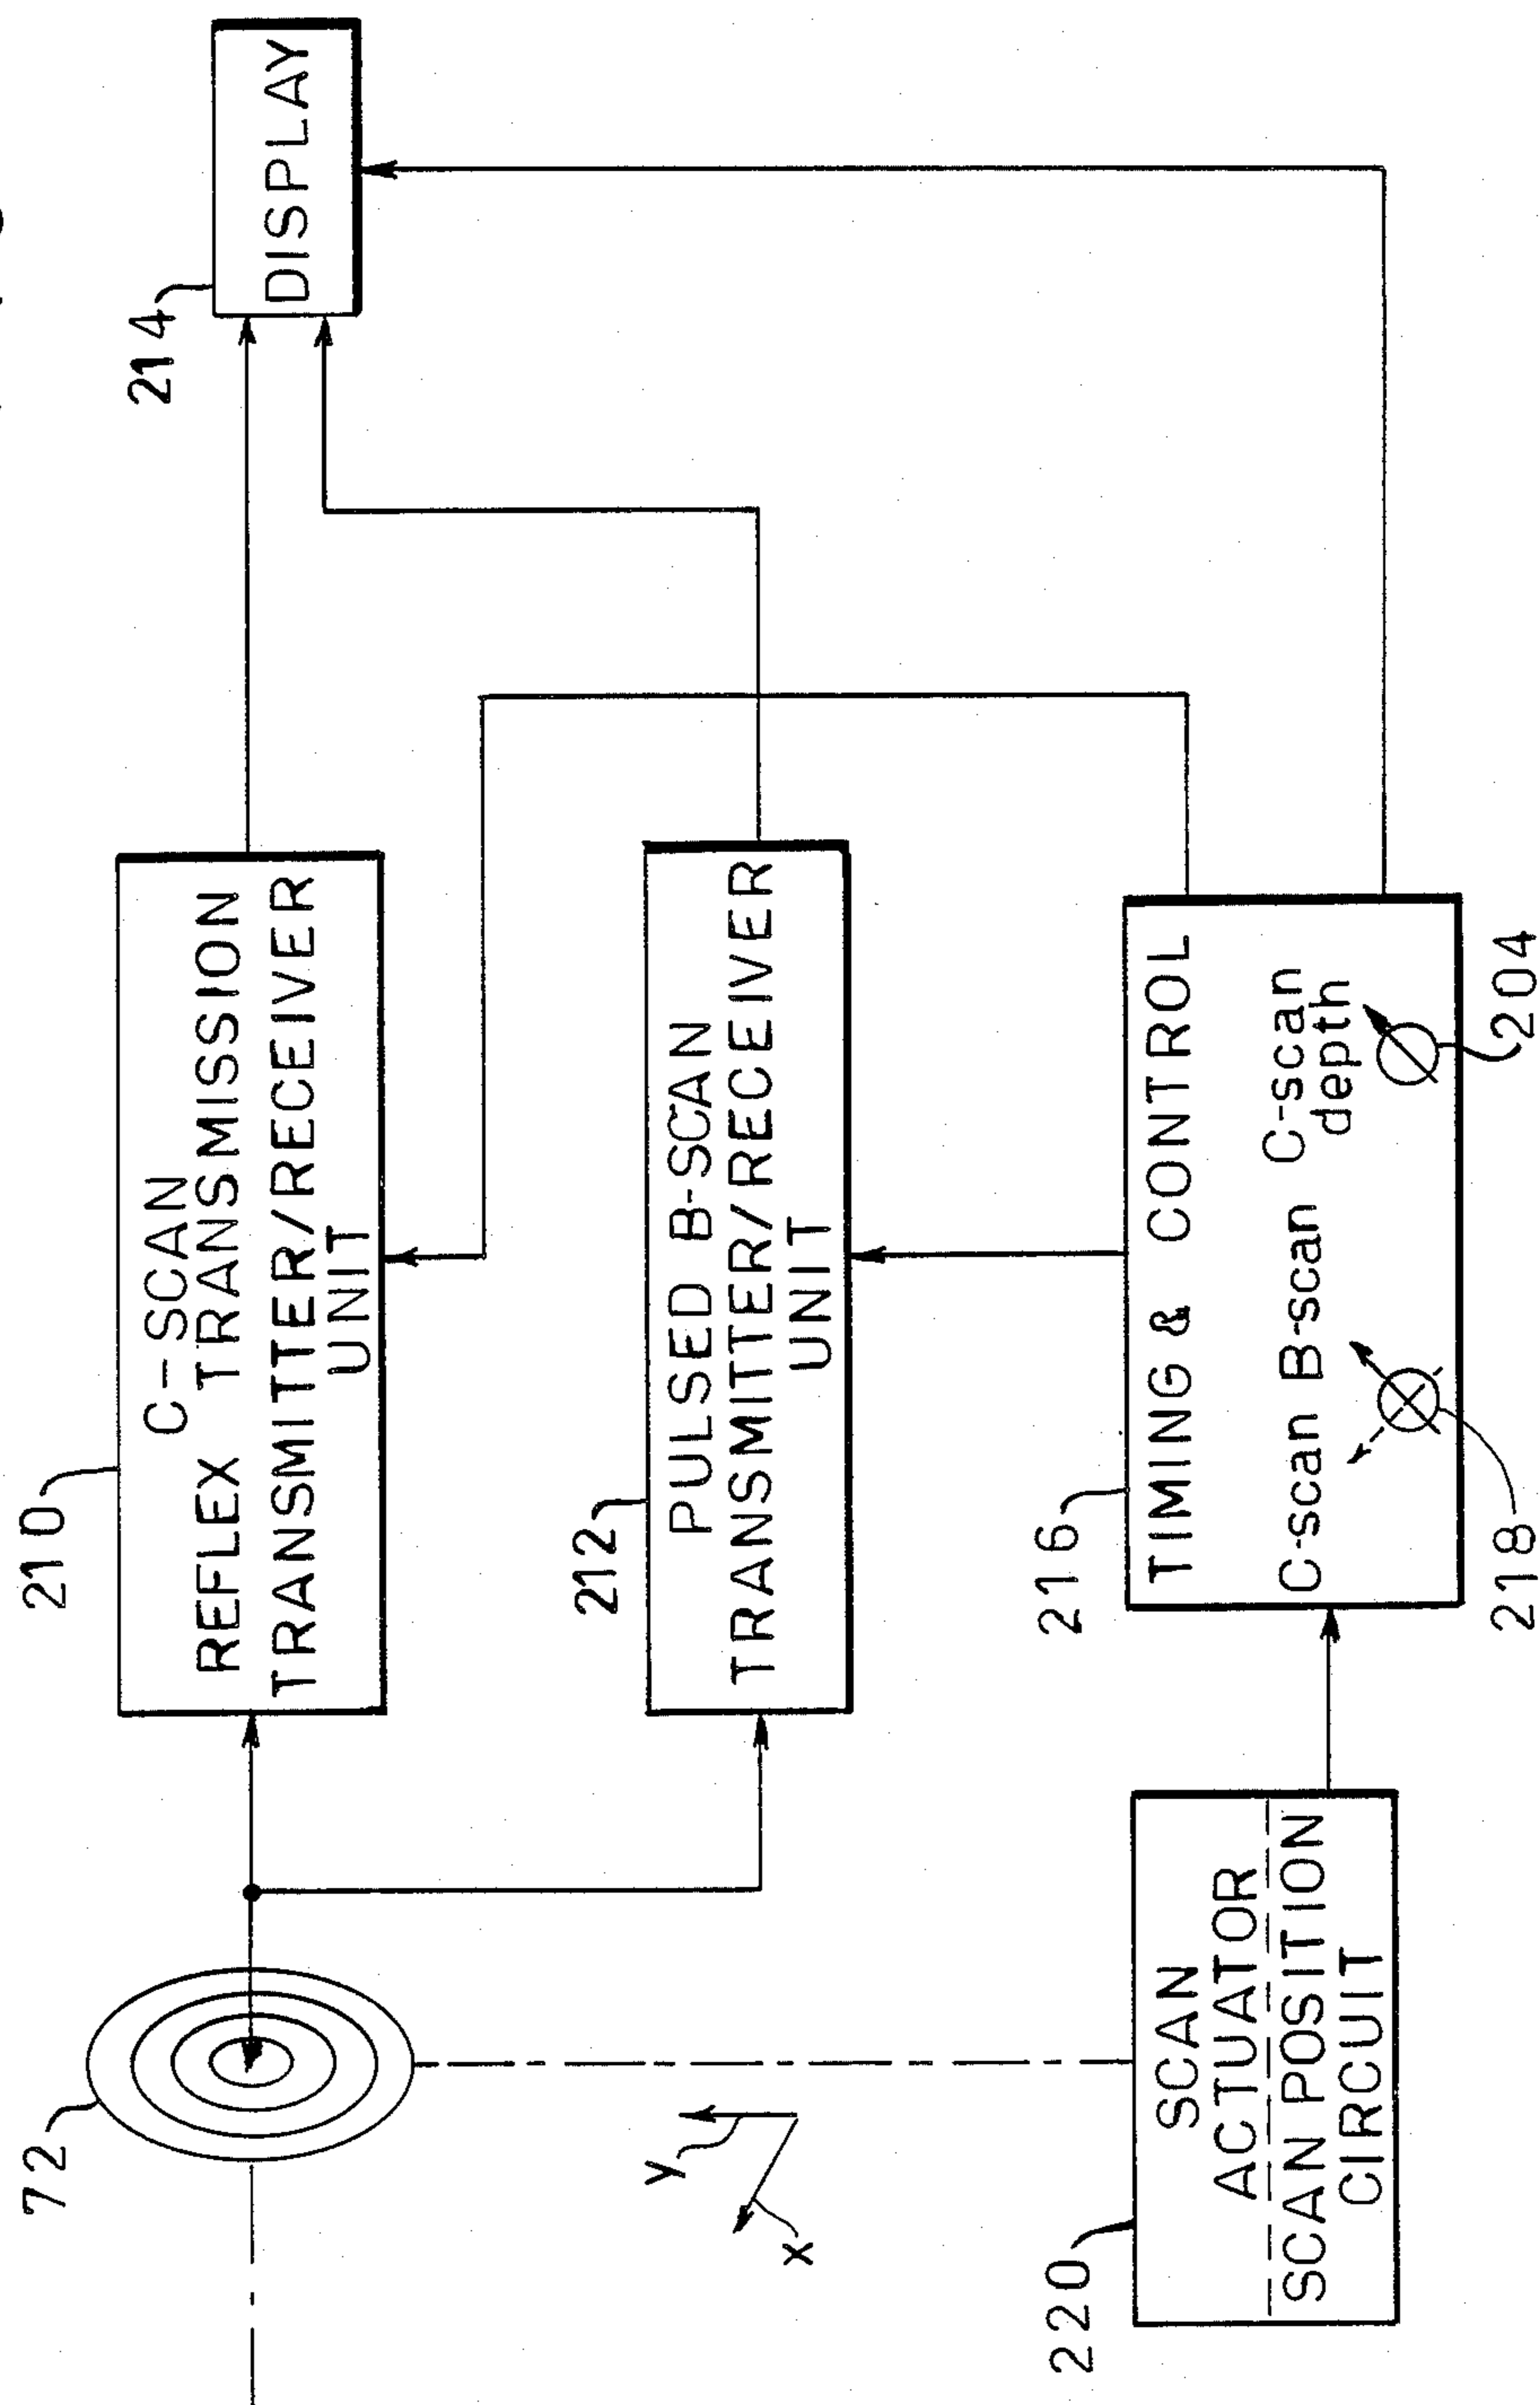 72
210
C-SCAN
REFLEX TRANSMISSION
TRANSMITTER/RECEIVER
UNIT
214
DISPLAY
212
PULSED B-SCAN
TRANSMITTER/RECEIVER
UNIT
y
x
220
SCAN
ACTUATOR
SCAN POSITION
CIRCUIT
216
TIMING & CONTROL
C-scan B-scan
C-scan
depth
218
204